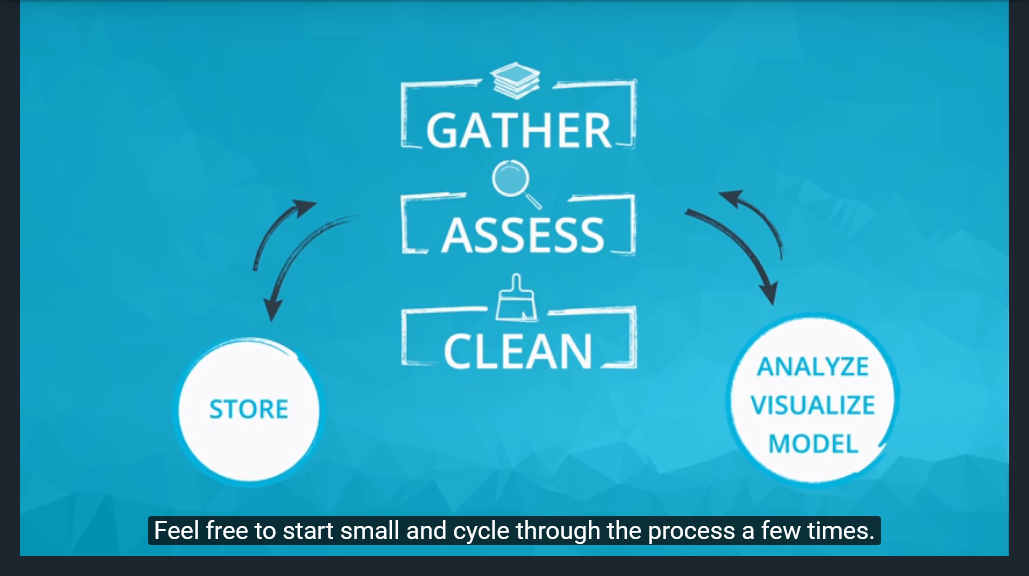 GATHER
ASSESS
CLEAN
STORE
ANALYZE
VISUALIZE
MODEL
Feel free to start small and cycle through the process a few times.